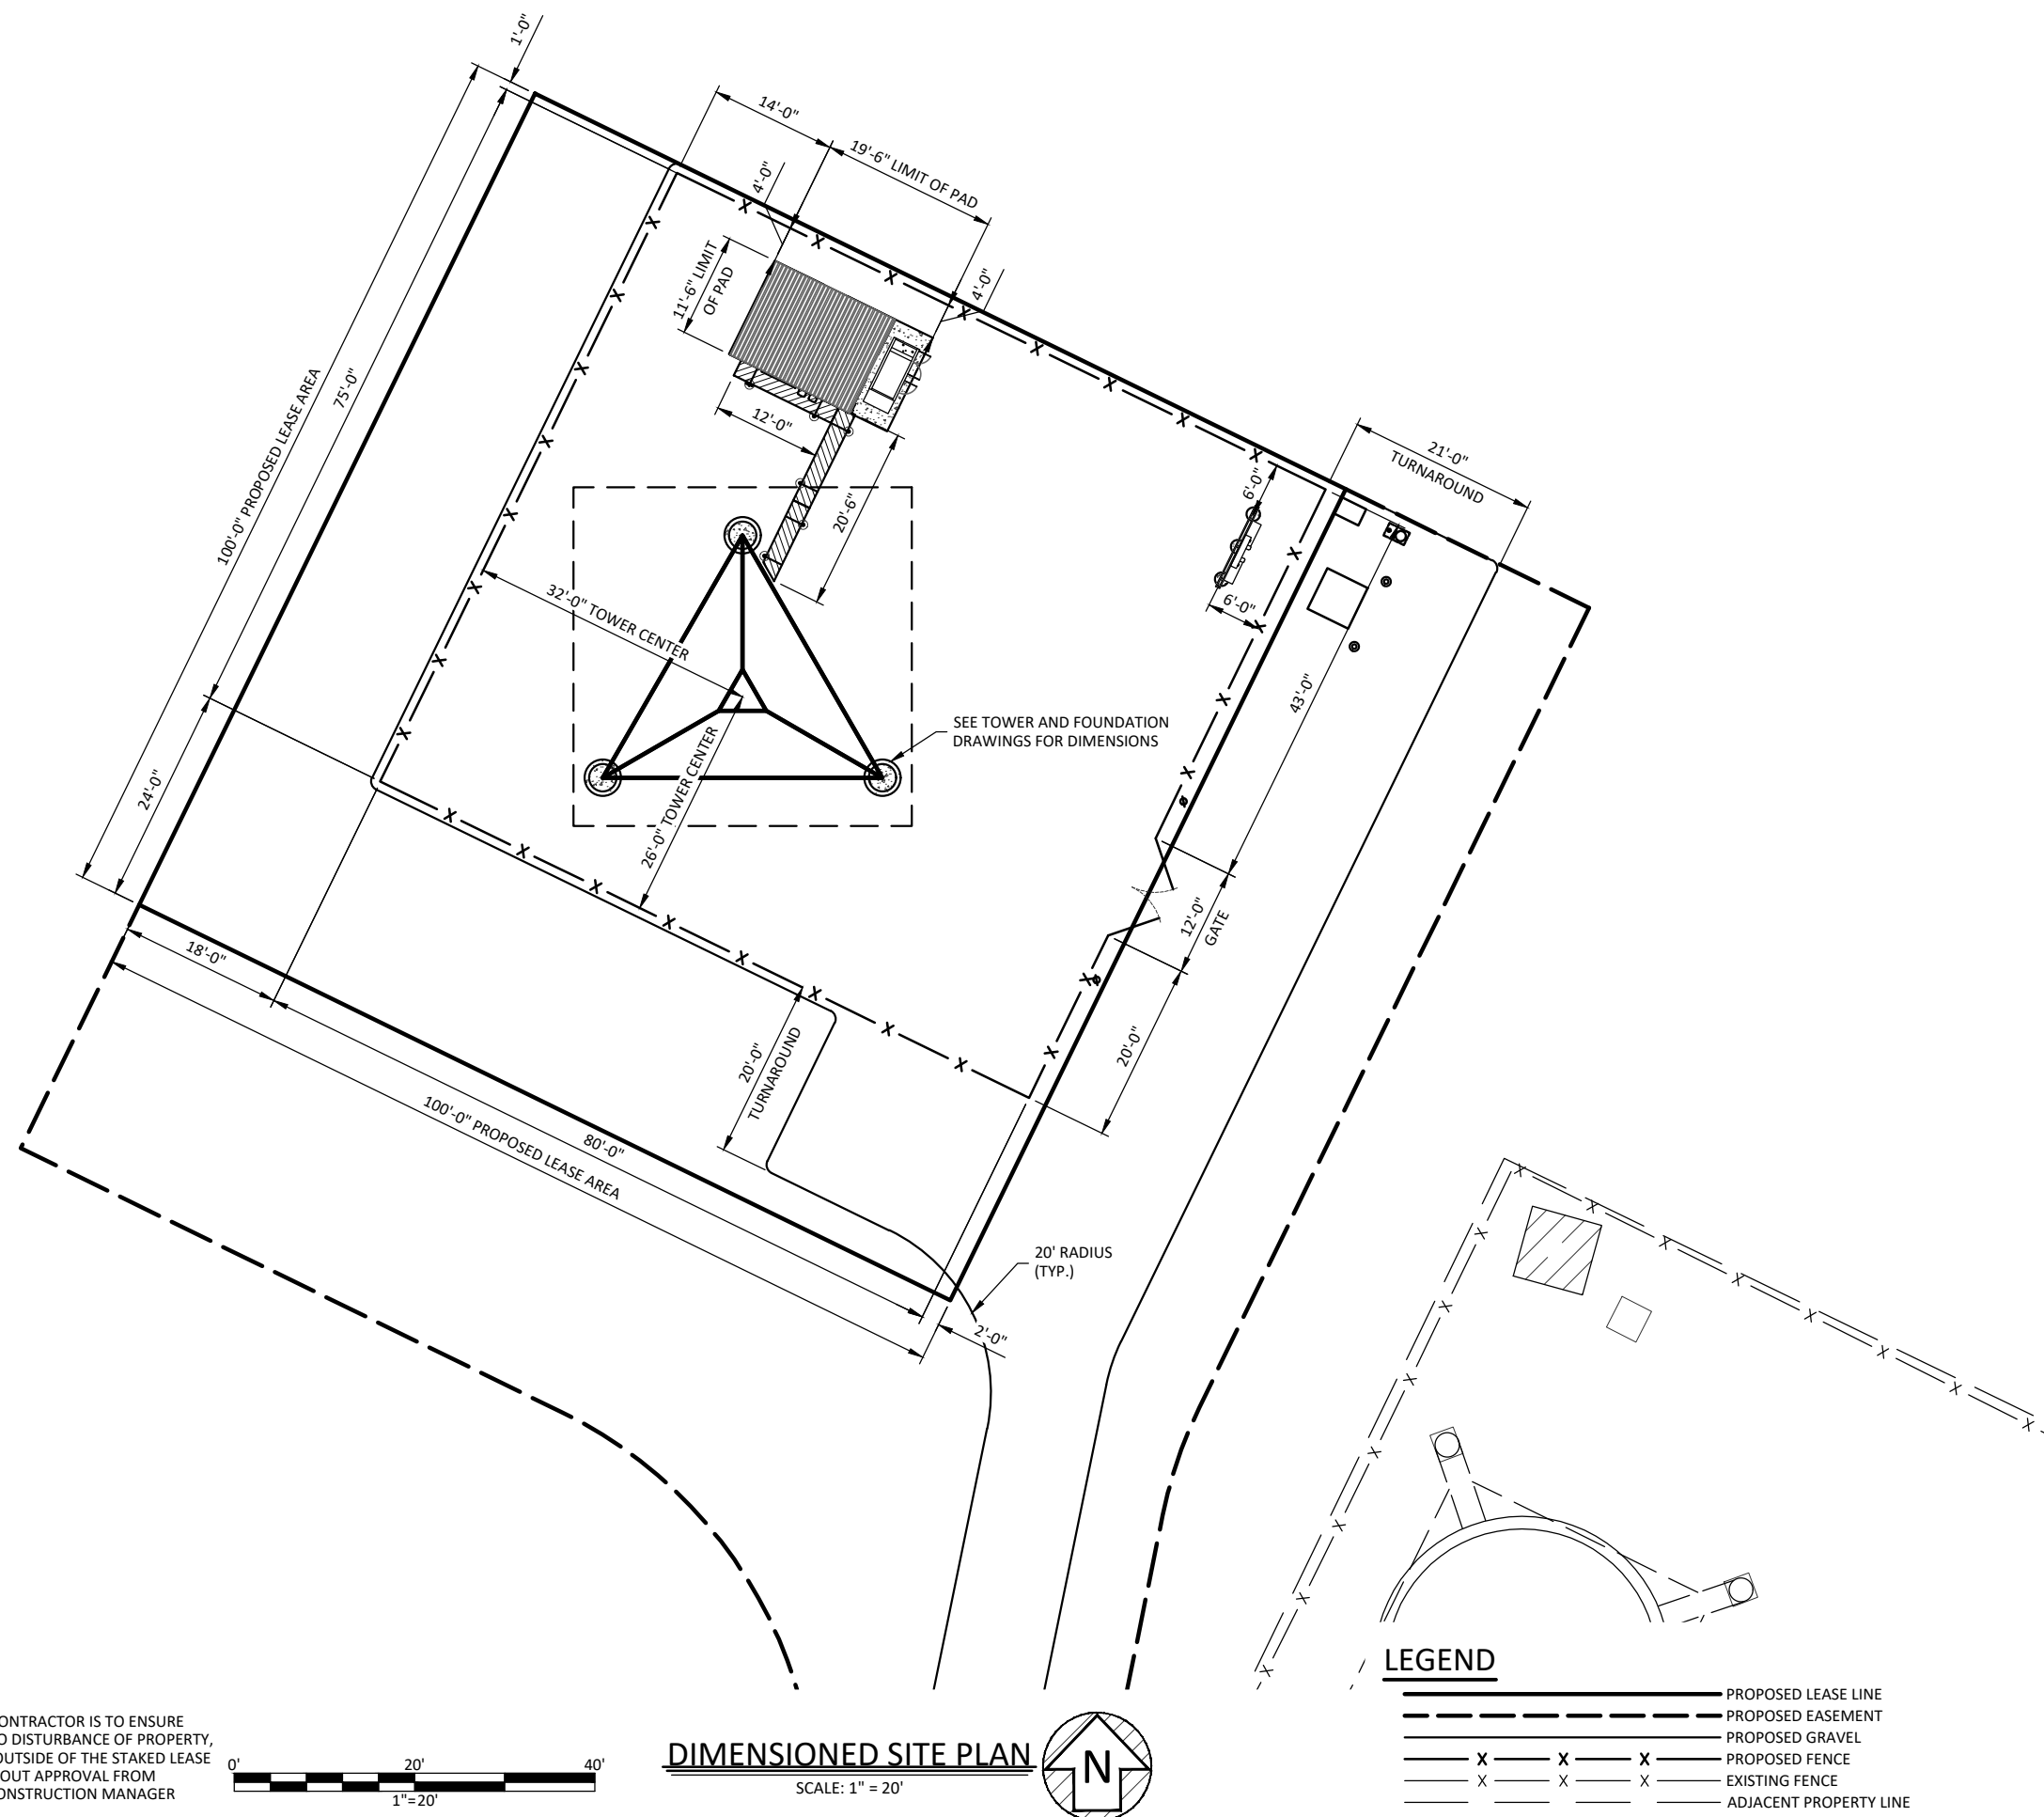 1'-0"
14'-0"
19'-6" LIMIT OF PAD
4'-0"
4'-0"
11'-6" LIMIT
OF PAD
100'-0" PROPOSED LEASE AREA
75'-0"
12'-0"
20'-6"
21'-0"
TURNAROUND
6'-0"
6'-0"
32'-0" TOWER CENTER
43'-0"
SEE TOWER AND FOUNDATION
DRAWINGS FOR DIMENSIONS
26'-0" TOWER CENTER
24'-0"
12'-0"
GATE
18'-0"
20'-0"
TURNAROUND
20'-0"
80'-0"
100'-0" PROPOSED LEASE AREA
20' RADIUS
(TYP.)
2'-0"
ONTRACTOR IS TO ENSURE
O DISTURBANCE OF PROPERTY,
OUTSIDE OF THE STAKED LEASE
OUT APPROVAL FROM
ONSTRUCTION MANAGER
0' 20' 40'
1"=20'
DIMENSIONED SITE PLAN
SCALE: 1" = 20'
N
LEGEND
PROPOSED LEASE LINE
PROPOSED EASEMENT
PROPOSED GRAVEL
X X X PROPOSED FENCE
X X X EXISTING FENCE
ADJACENT PROPERTY LINE